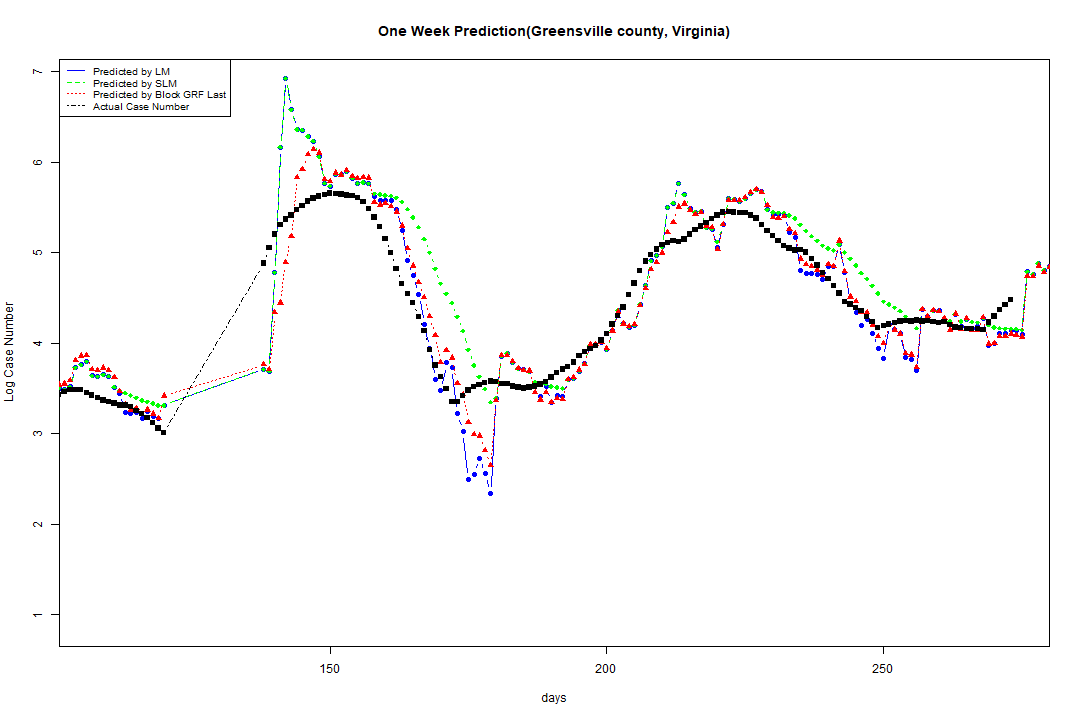 One Week Prediction(Greensville county, Virginia)
Predicted by LM
Predicted by SLM
Predicted by Block GRF Last
Actual Case Number
Log Case Number
7
6
5
4
3
2
1
150 200 250
days